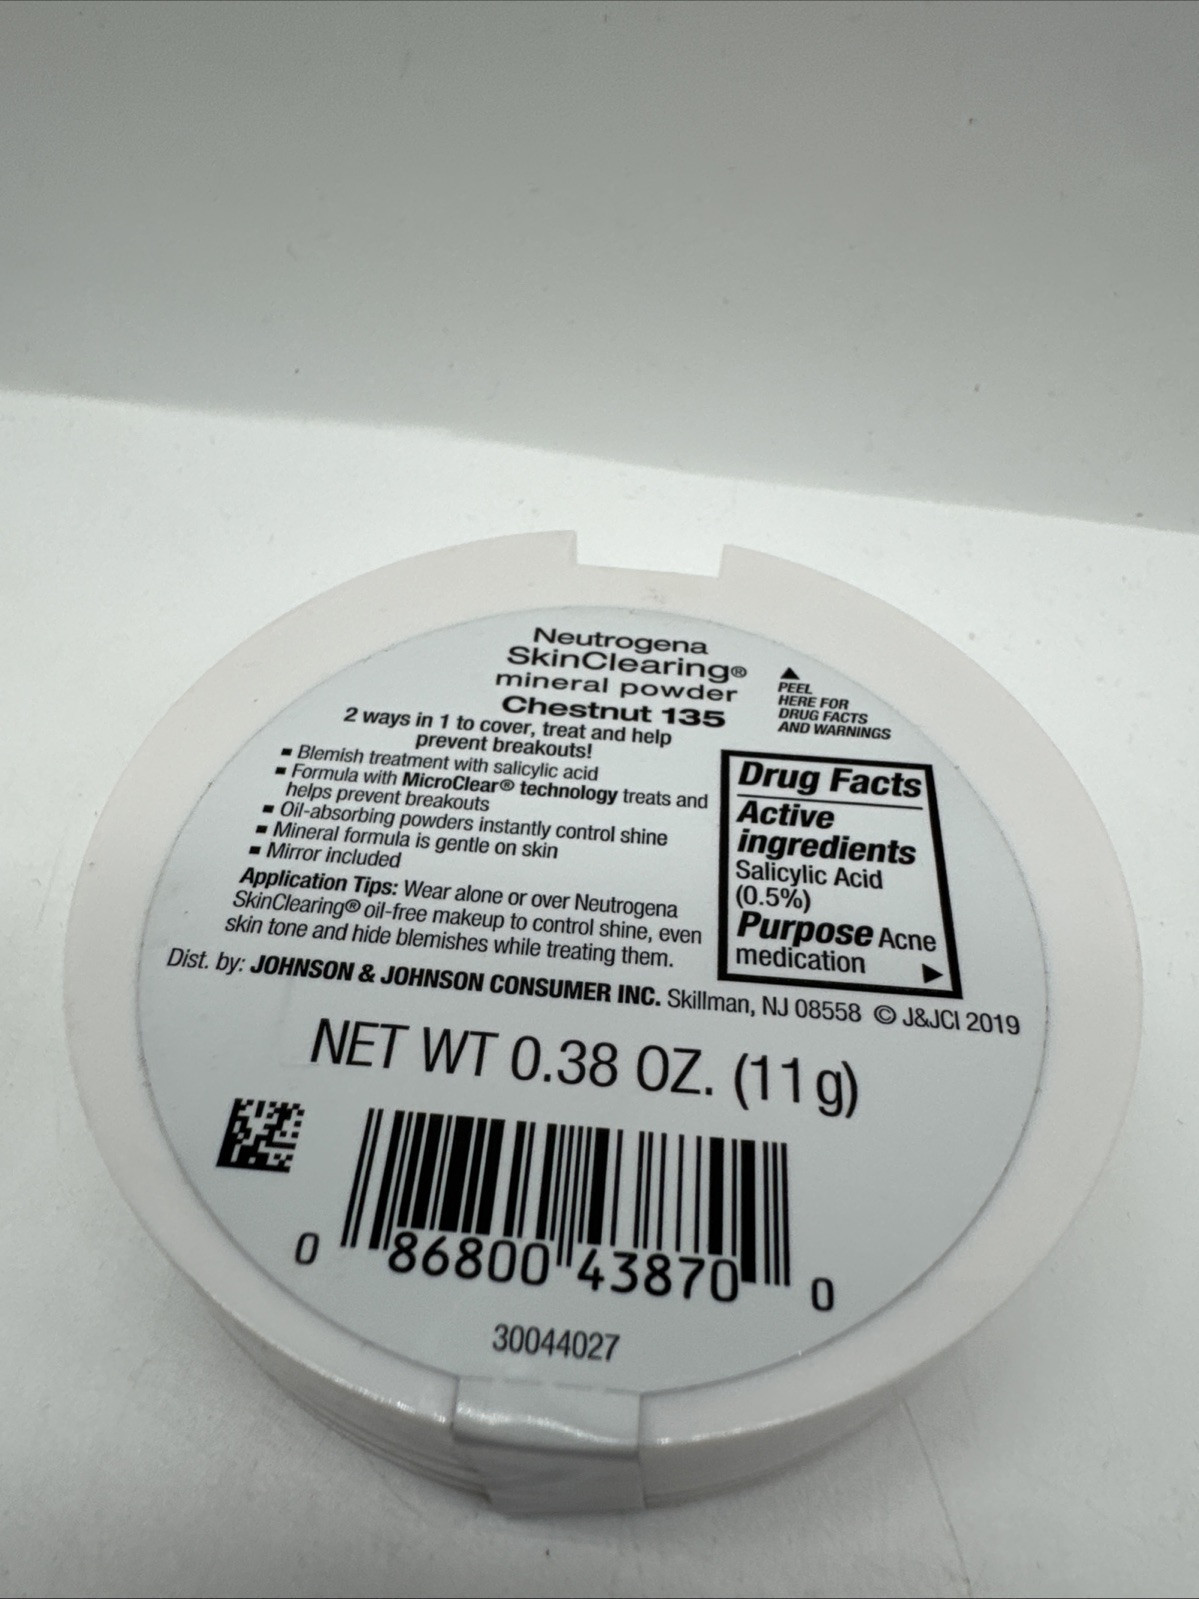 Neutrogena
SkinClearing®
mineral powder
Chestnut 135
2 ways in 1 to cover, treat and help
prevent breakouts!
▪ Blemish treatment with salicylic acid
▪ Formula with MicroClear® technology treats and
helps prevent breakouts
▪ Oil-absorbing powders instantly control shine
▪ Mineral formula is gentle on skin
▪ Mirror included
Application Tips: Wear alone or over Neutrogena
SkinClearing® oil-free makeup to control shine, even
skin tone and hide blemishes while treating them.
▲
PEEL
HERE FOR
DRUG FACTS
AND WARNINGS
Drug Facts
Active
ingredients
Salicylic Acid
(0.5%)
Purpose Acne
medication ▶
Dist. by: JOHNSON & JOHNSON CONSUMER INC. Skillman, NJ 08558 © J&JCI 2019
NET WT 0.38 OZ. (11 g)
0 86800 43870 0
30044027